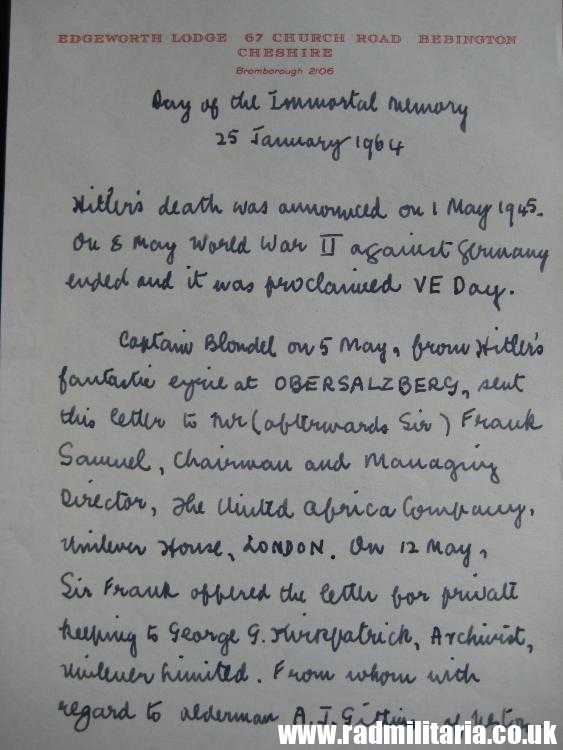 EDGEWORTH LODGE 67 CHURCH ROAD BEBINGTON
CHESHIRE
Bromborough 2106
Day of the Immortal Memory
25 January 1964
Hitler's death was announced on 1 May 1945.
On 8 May World War II against Germany
ended and it was proclaimed VE Day.
Captain Blondel on 5 May, from Hitler's
fantastic eyrie at OBERSALZBERG, sent
this letter to Mr (afterwards Sir) Frank
Samuel, Chairman and Managing
Director, The United Africa Company,
Unilever House, LONDON. On 12 May,
Sir Frank offered the letter for private
keeping to George G. Kirkpatrick, Archivist,
Unilever Limited. From whom with
regard to alderman A.J.
www.radmilitaria.co.uk